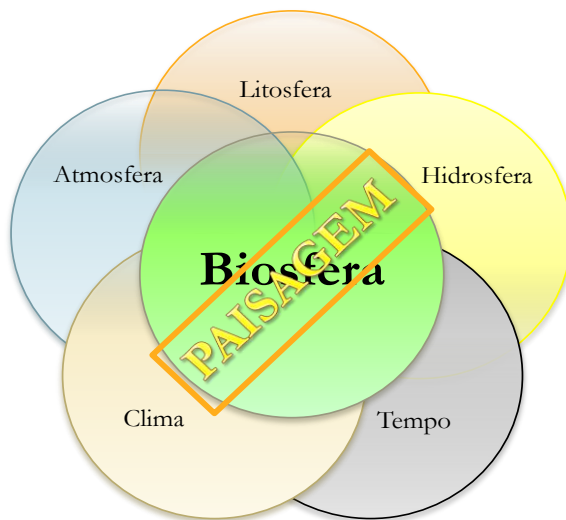 Litosfera
Atmosfera
Hidrosfera
Biosfera
PAISAGEM
Clima
Tempo